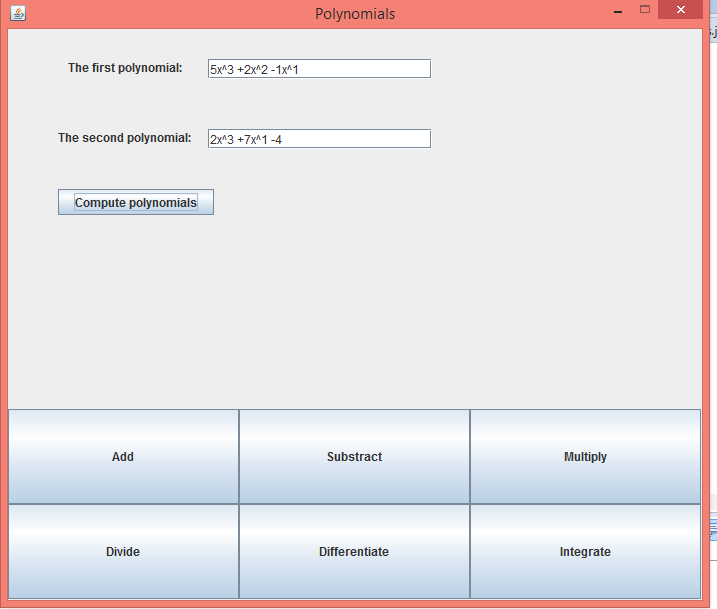 Polynomials
The first polynomial: 5x^3 +2x^2 -1x^1
The second polynomial: 2x^3 +7x^1 -4
Compute polynomials
Add Substract Multiply
Divide Differentiate Integrate